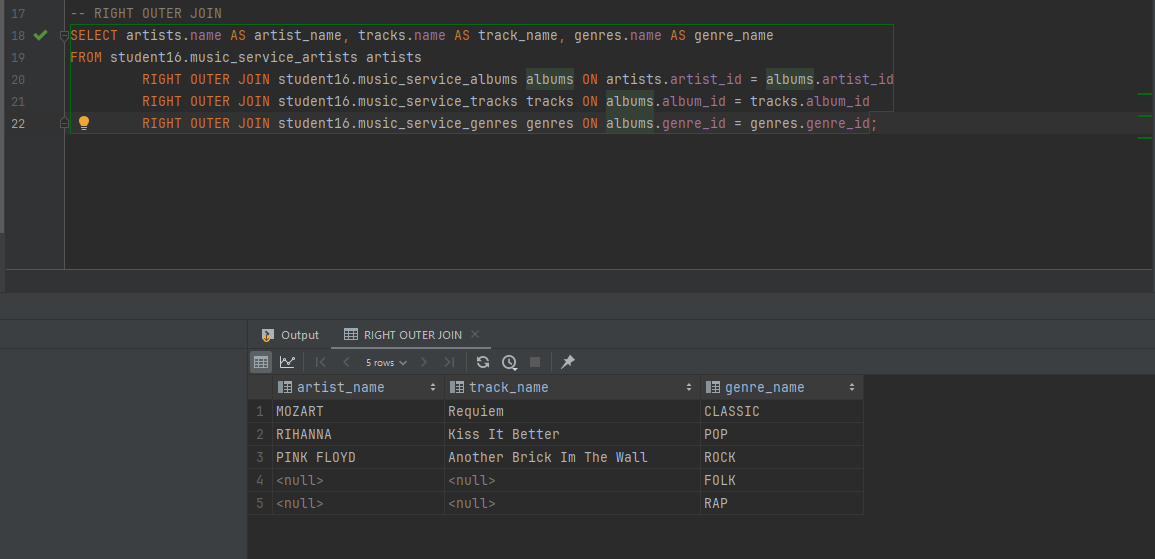 17 -- RIGHT OUTER JOIN
18 SELECT artists.name AS artist_name, tracks.name AS track_name, genres.name AS genre_name
19 FROM student16.music_service_artists artists
20 RIGHT OUTER JOIN student16.music_service_albums albums ON artists.artist_id = albums.artist_id
21 RIGHT OUTER JOIN student16.music_service_tracks tracks ON albums.album_id = tracks.album_id
22 RIGHT OUTER JOIN student16.music_service_genres genres ON albums.genre_id = genres.genre_id;
Output RIGHT OUTER JOIN
5 rows
artist_name track_name genre_name
1 MOZART Requiem CLASSIC
2 RIHANNA Kiss It Better POP
3 PINK FLOYD Another Brick Im The Wall ROCK
4 <null> <null> FOLK
5 <null> <null> RAP